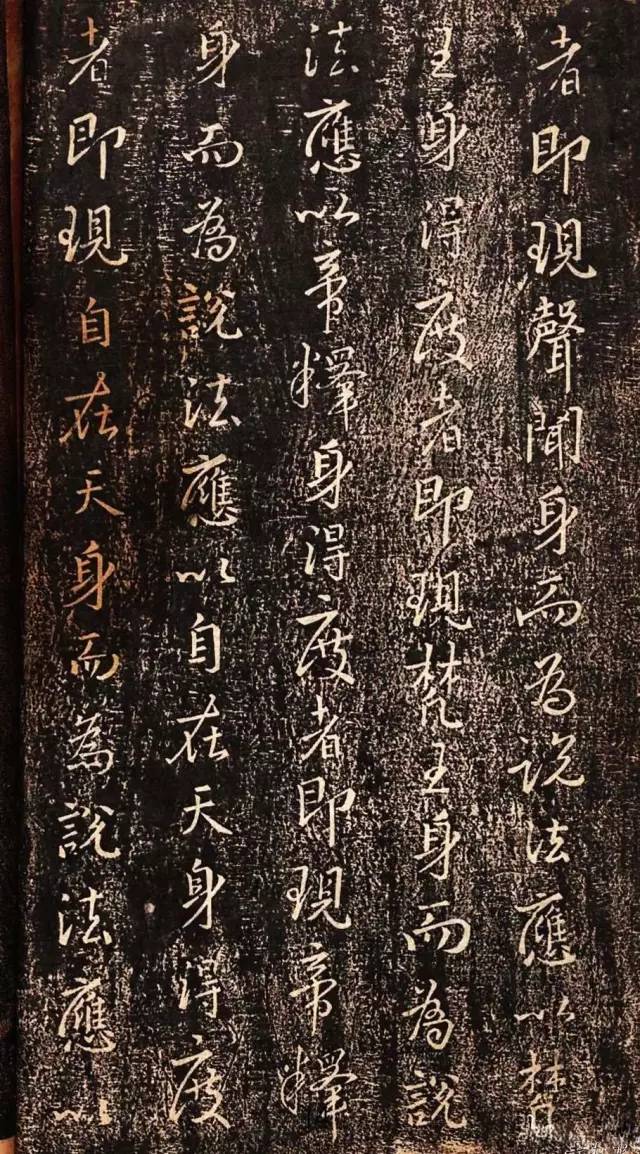 者即現聲聞身而為説法應以梵
王身得度者即現梵王身而為說
法應以帝釋身得度者即現帝釋
身而為說法應以自在天身得度
者即現自在天身而為說法應以